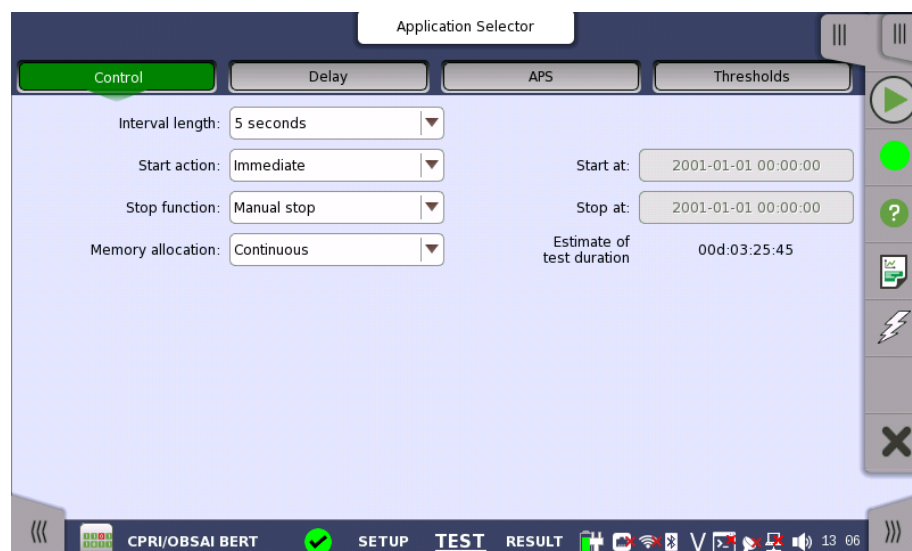 Application Selector
Control Delay APS Thresholds
Interval length: 5 seconds
Start action: Immediate Start at: 2001-01-01 00:00:00
Stop function: Manual stop Stop at: 2001-01-01 00:00:00
Memory allocation: Continuous Estimate of test duration 00d:03:25:45
CPRI/OBSAI BERT SETUP TEST RESULT 13 06